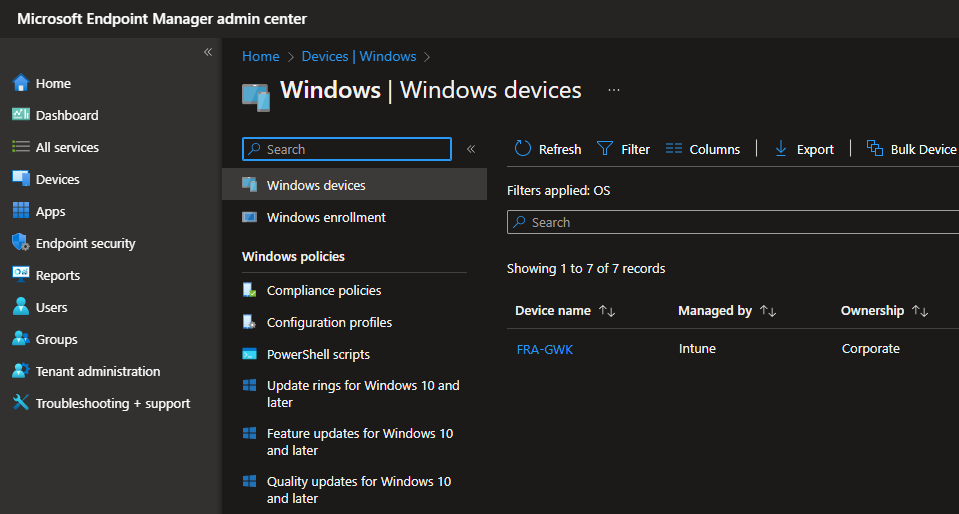 Microsoft Endpoint Manager admin center
Home
Dashboard
All services
Devices
Apps
Endpoint security
Reports
Users
Groups
Tenant administration
Troubleshooting + support
Home > Devices | Windows >
Windows | Windows devices ...
Search
Windows devices
Windows enrollment
Windows policies
Compliance policies
Configuration profiles
PowerShell scripts
Update rings for Windows 10 and
later
Feature updates for Windows 10
and later
Quality updates for Windows 10
and later
Refresh Filter Columns Export Bulk Device
Filters applied: OS
Search
Showing 1 to 7 of 7 records
Device name Managed by Ownership
FRA-GWK Intune Corporate